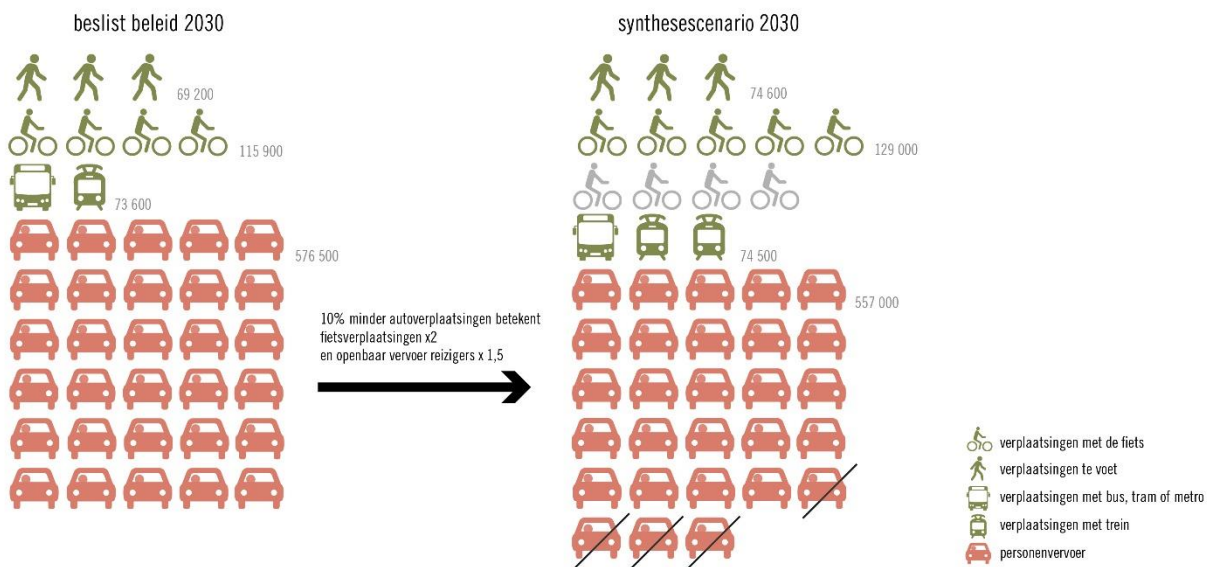 beslist beleid 2030
synthesescenario 2030
69 200
115 900
73 600
576 500
10% minder autoverplaatsingen betekent
fietsverplaatsingen x2
en openbaar vervoer reizigers x 1,5
74 600
129 000
74 500
557 000
verplaatsingen met de fiets
verplaatsingen te voet
verplaatsingen met bus, tram of metro
verplaatsingen met trein
personenvervoer